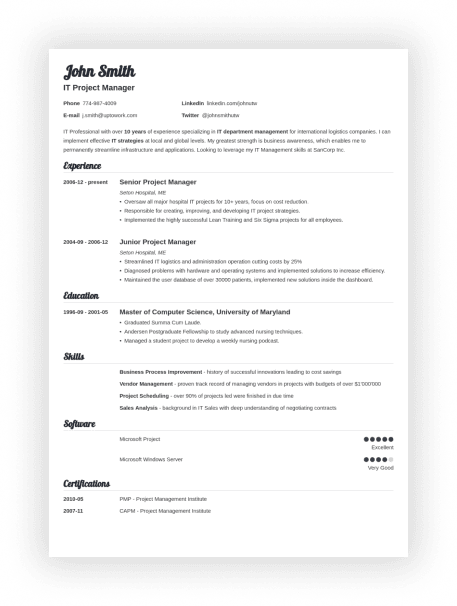 John Smith
IT Project Manager
Phone 774-987-4009 LinkedIn linkedin.com/johnutw
E-mail j.smith@uptowork.com Twitter @johnsmithutw
IT Professional with over 10 years of experience specializing in IT department management for international logistics companies. I can
implement effective IT strategies at local and global levels. My greatest strength is business awareness, which enables me to
permanently streamline infrastructure and applications. Looking to leverage my IT Management skills at SanCorp Inc.
Experience
2006-12 - present Senior Project Manager
Seton Hospital, ME
• Oversaw all major hospital IT projects for 10+ years, focus on cost reduction.
• Responsible for creating, improving, and developing IT project strategies.
• Implemented the highly successful Lean Training and Six Sigma projects for all employees.
2004-09 - 2006-12 Junior Project Manager
Seton Hospital, ME
• Streamlined IT logistics and administration operation cutting costs by 25%
• Diagnosed problems with hardware and operating systems and implemented solutions to increase efficiency.
• Maintained the user database of over 30000 patients, implemented new solutions inside the dashboard.
Education
1996-09 - 2001-05 Master of Computer Science, University of Maryland
• Graduated Summa Cum Laude.
• Andersen Postgraduate Fellowship to study advanced nursing techniques.
• Managed a student project to develop a weekly nursing podcast.
Skills
Business Process Improvement - history of successful innovations leading to cost savings
Vendor Management - proven track record of managing vendors in projects with budgets of over $1'000'000
Project Scheduling - over 90% of projects led were finished in due time
Sales Analysis - background in IT Sales with deep understanding of negotiating contracts
Software
Microsoft Project
Excellent
Microsoft Windows Server
Very Good
Certifications
2010-05 PMP - Project Management Institute
2007-11 CAPM - Project Management Institute